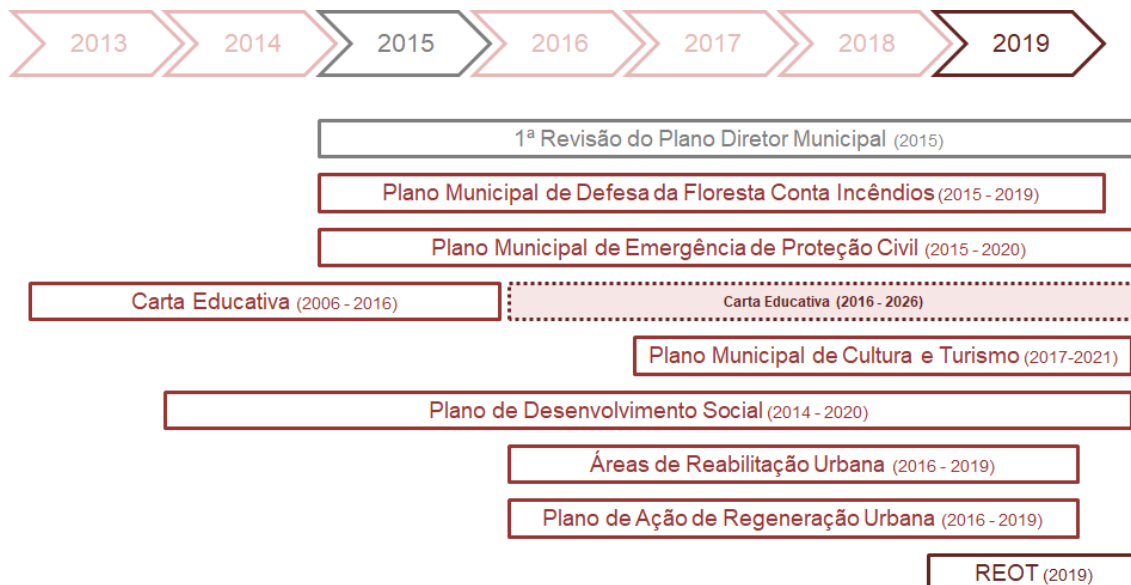 2013 2014 2015 2016 2017 2018 2019
1ª Revisão do Plano Diretor Municipal (2015)
Plano Municipal de Defesa da Floresta Conta Incêndios (2015 - 2019)
Plano Municipal de Emergência de Proteção Civil (2015 - 2020)
Carta Educativa (2006 - 2016) Carta Educativa (2016 - 2026)
Plano Municipal de Cultura e Turismo (2017-2021)
Plano de Desenvolvimento Social (2014 - 2020)
Áreas de Reabilitação Urbana (2016 - 2019)
Plano de Ação de Regeneração Urbana (2016 - 2019)
REOT (2019)